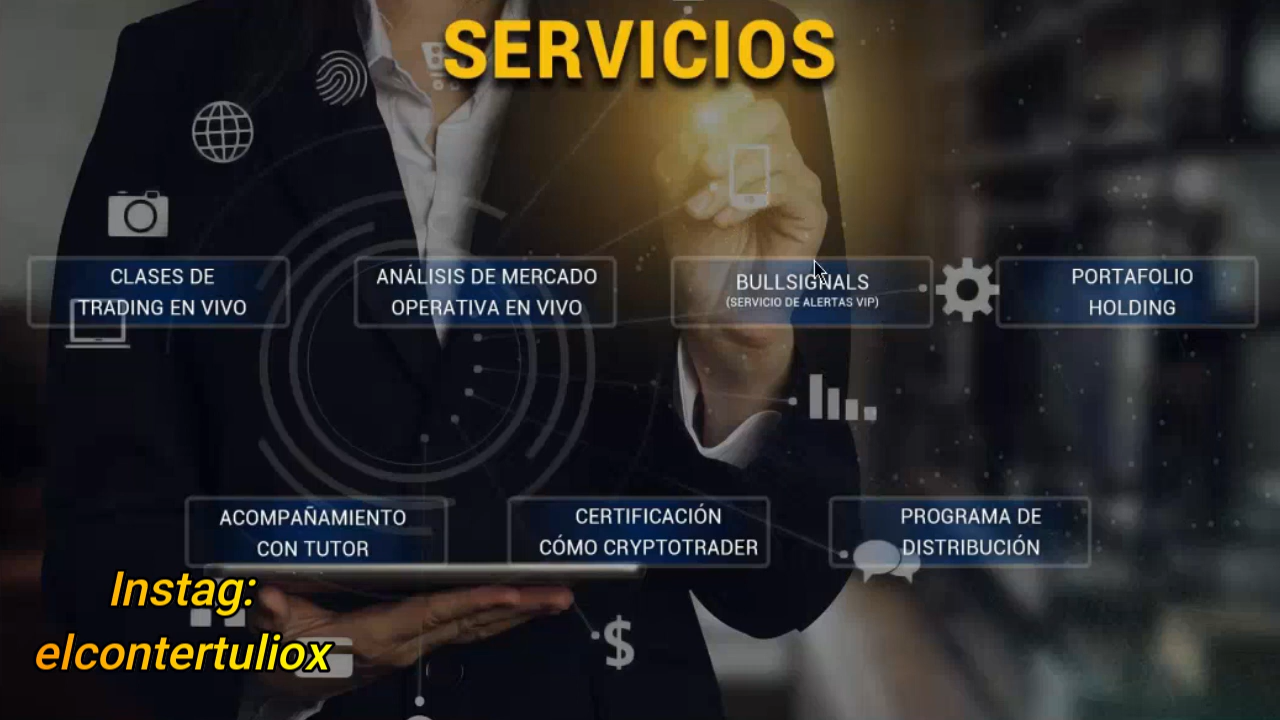 SERVICIOS
CLASES DE
TRADING EN VIVO
ANÁLISIS DE MERCADO
OPERATIVA EN VIVO
BULLSIGNALS
(SERVICIO DE ALERTAS VIP)
PORTAFOLIO
HOLDING
ACOMPAÑAMIENTO
CON TUTOR
CERTIFICACIÓN
CÓMO CRYPTOTRADER
PROGRAMA DE
DISTRIBUCIÓN
Instag:
elcontertuliox